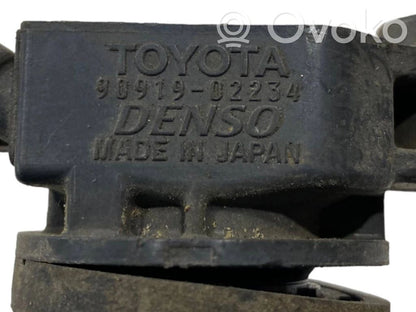 Ovoko
TOYOTA
90919-02234
DENSO
MADE IN JAPAN